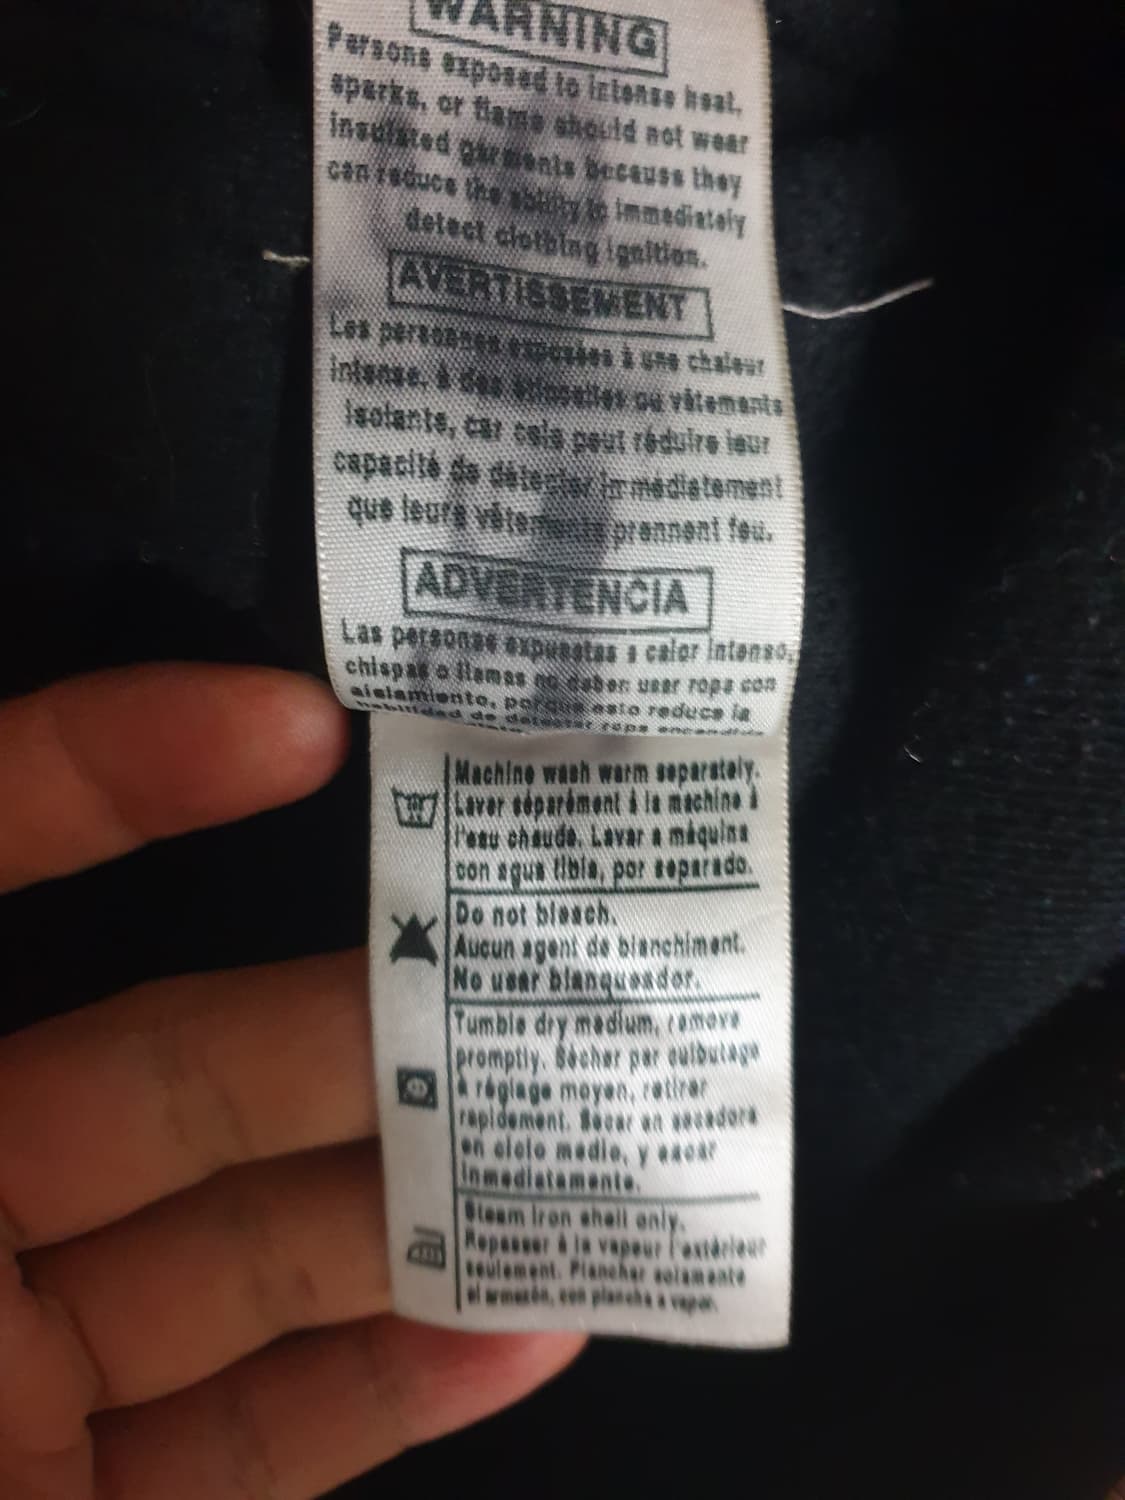 WARNING
Persons exposed to intense heat,
sparks, or flame should not wear
insulated garments because they
can reduce the ability to immediately
detect clothing ignition.
AVERTISSEMENT
Les personnes exposées à une chaleur
intense, à des étincelles ou vêtements
isolants, car cela peut réduire leur
capacité de détecter immédiatement
que leurs vêtements prennent feu.
ADVERTENCIA
Las personas expuestas a calor intenso,
chispas o llamas no deben usar ropa con
aislamiento, porque esto reduce la
habilidad de detectar ropa encendida
Machine wash warm separately.
Laver séparément à la machine à
l'eau chaude. Lavar a máquina
con agua tibia, por separado.
Do not bleach.
Aucun agent de blanchiment.
No usar blanqueador.
Tumble dry medium, remove
promptly. Sécher par culbutage
à réglage moyen, retirer
rapidement. Secar en secadora
en ciclo medio, y sacar
inmediatamente.
Steam iron shell only.
Repasser à la vapeur l'extérieur
seulement. Planchar solamente
el armazón, con plancha a vapor.